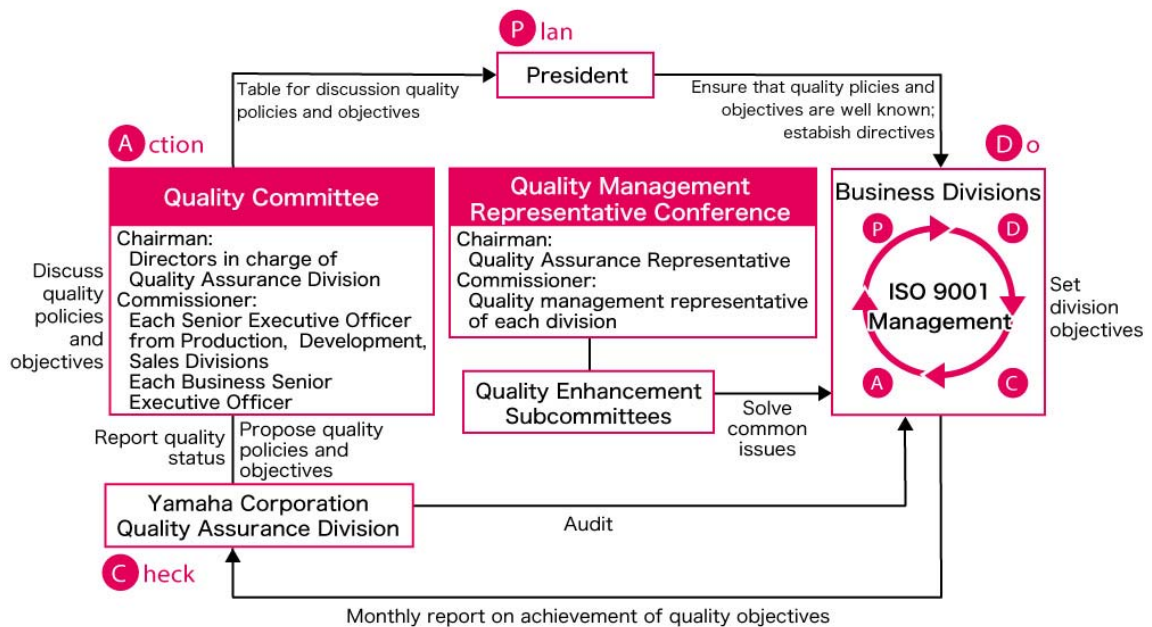 P lan
President
Table for discussion quality
policies and objectives
Ensure that quality plicies and
objectives are well known;
estabish directives
A ction
D o
Quality Committee
Chairman:
Directors in charge of
Quality Assurance Division
Commissioner:
Each Senior Executive Officer
from Production, Development,
Sales Divisions
Each Business Senior
Executive Officer
Discuss
quality
policies
and
objectives
Quality Management
Representative Conference
Chairman:
Quality Assurance Representative
Commissioner:
Quality management representative
of each division
Quality Enhancement
Subcommittees
Solve
common
issues
Business Divisions
P
D
ISO 9001
Management
A
C
Set
division
objectives
Report quality
status
Propose quality
policies and
objectives
Yamaha Corporation
Quality Assurance Division
Audit
C heck
Monthly report on achievement of quality objectives